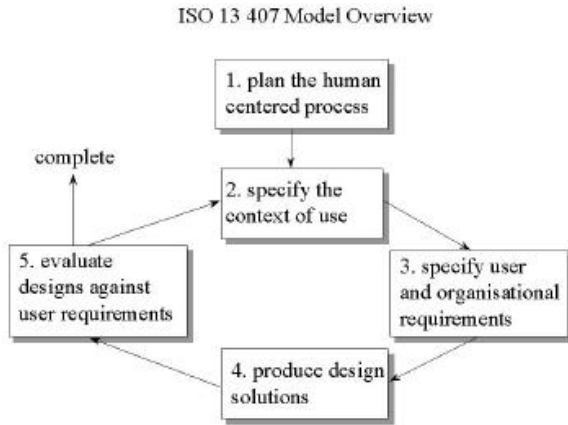 ISO 13 407 Model Overview
1. plan the human
centered process
complete
2. specify the
context of use
5. evaluate
designs against
user requirements
3. specify user
and organisational
requirements
4. produce design
solutions